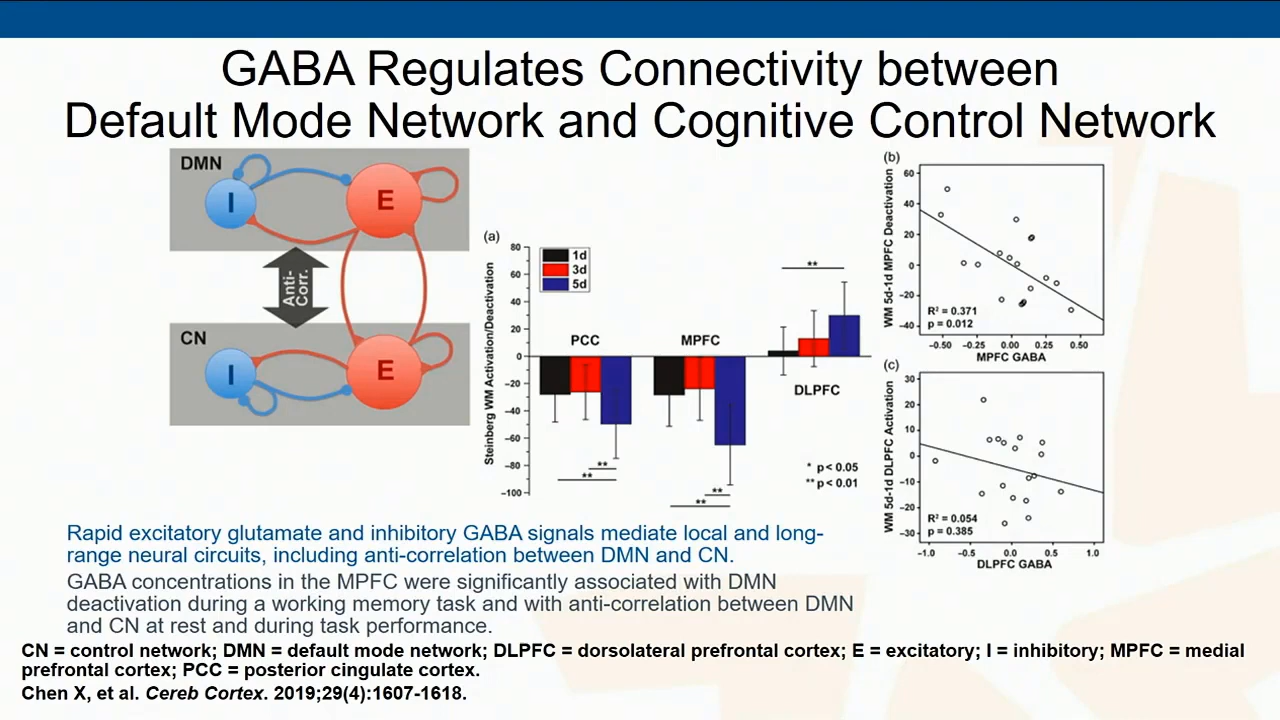 GABA Regulates Connectivity between
Default Mode Network and Cognitive Control Network
DMN
I
E
Anti-
Corr.
CN
I
E
(a)
Steinberg WM Activation/Deactivation
80
60
40
20
0
−20
−40
−60
−80
−100
1d
3d
5d
PCC
MPFC
DLPFC
**
**
**
**
**
* p < 0.05
** p < 0.01
(b)
WM 5d-1d MPFC Deactivation
60
40
20
0
−20
−40
R² = 0.371
p = 0.012
−0.50
−0.25
0.00
0.25
0.50
MPFC GABA
(c)
WM 5d-1d DLPFC Activation
30
20
10
0
−10
−20
−30
R² = 0.054
p = 0.385
−1.0
−0.5
0.0
0.5
1.0
DLPFC GABA
Rapid excitatory glutamate and inhibitory GABA signals mediate local and long-
range neural circuits, including anti-correlation between DMN and CN.
GABA concentrations in the MPFC were significantly associated with DMN
deactivation during a working memory task and with anti-correlation between DMN
and CN at rest and during task performance.
CN = control network; DMN = default mode network; DLPFC = dorsolateral prefrontal cortex; E = excitatory; I = inhibitory; MPFC = medial
prefrontal cortex; PCC = posterior cingulate cortex.
Chen X, et al. Cereb Cortex. 2019;29(4):1607-1618.